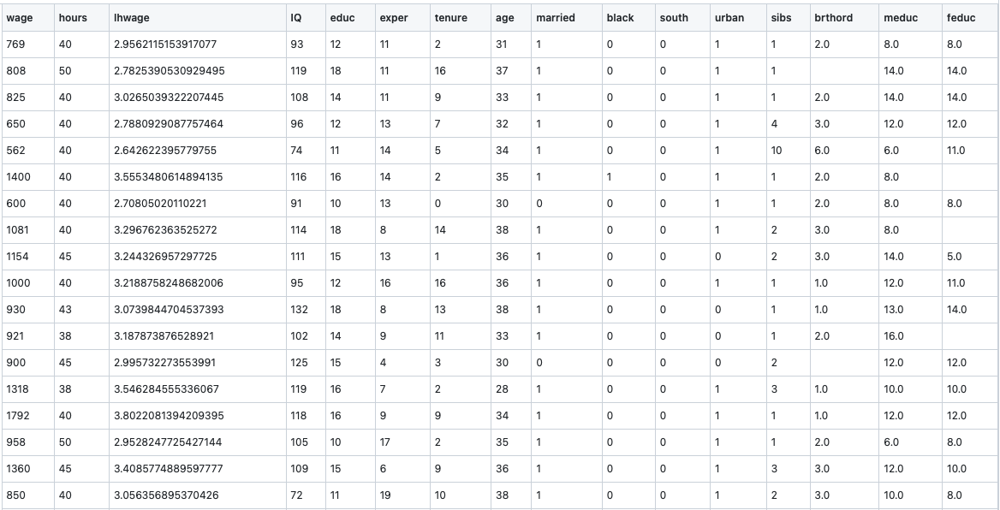 wage hours lhwage IQ educ exper tenure age married black south urban sibs brthord meduc feduc
769 40 2.9562115153917077 93 12 11 2 31 1 0 0 1 1 2.0 8.0 8.0
808 50 2.7825390530929495 119 18 11 16 37 1 0 0 1 1 14.0 14.0
825 40 3.0265039322207445 108 14 11 9 33 1 0 0 1 1 2.0 14.0 14.0
650 40 2.7880929087757464 96 12 13 7 32 1 0 0 1 4 3.0 12.0 12.0
562 40 2.642622395779755 74 11 14 5 34 1 0 0 1 10 6.0 6.0 11.0
1400 40 3.5553480614894135 116 16 14 2 35 1 1 0 1 1 2.0 8.0
600 40 2.70805020110221 91 10 13 0 30 0 0 0 1 1 2.0 8.0 8.0
1081 40 3.296762363525272 114 18 8 14 38 1 0 0 1 2 3.0 8.0
1154 45 3.244326957297725 111 15 13 1 36 1 0 0 0 2 3.0 14.0 5.0
1000 40 3.2188758248682006 95 12 16 16 36 1 0 0 1 1 1.0 12.0 11.0
930 43 3.0739844704537393 132 18 8 13 38 1 0 0 0 1 1.0 13.0 14.0
921 38 3.187873876528921 102 14 9 11 33 1 0 0 0 1 2.0 16.0
900 45 2.995732273553991 125 15 4 3 30 0 0 0 0 2 12.0 12.0
1318 38 3.546284555336067 119 16 7 2 28 1 0 0 1 3 1.0 10.0 10.0
1792 40 3.8022081394209395 118 16 9 9 34 1 0 0 1 1 1.0 12.0 12.0
958 50 2.9528247725427144 105 10 17 2 35 1 0 0 1 1 2.0 6.0 8.0
1360 45 3.4085774889597777 109 15 6 9 36 1 0 0 1 3 3.0 12.0 10.0
850 40 3.056356895370426 72 11 19 10 38 1 0 0 1 2 3.0 10.0 8.0